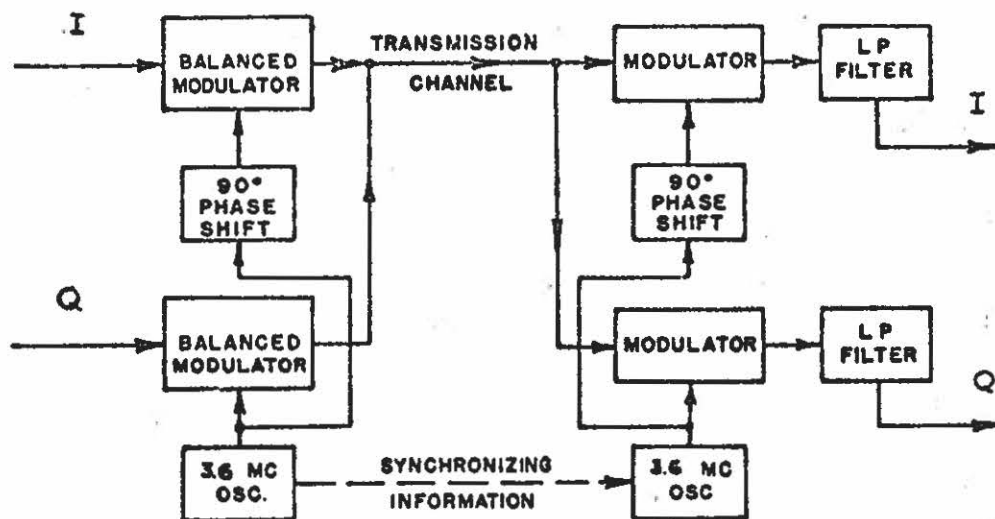 I
BALANCED
MODULATOR
TRANSMISSION
CHANNEL
MODULATOR
LP
FILTER
I
90°
PHASE
SHIFT
90°
PHASE
SHIFT
Q
BALANCED
MODULATOR
MODULATOR
LP
FILTER
Q
3.6 MC
OSC.
SYNCHRONIZING
INFORMATION
3.6 MC
OSC